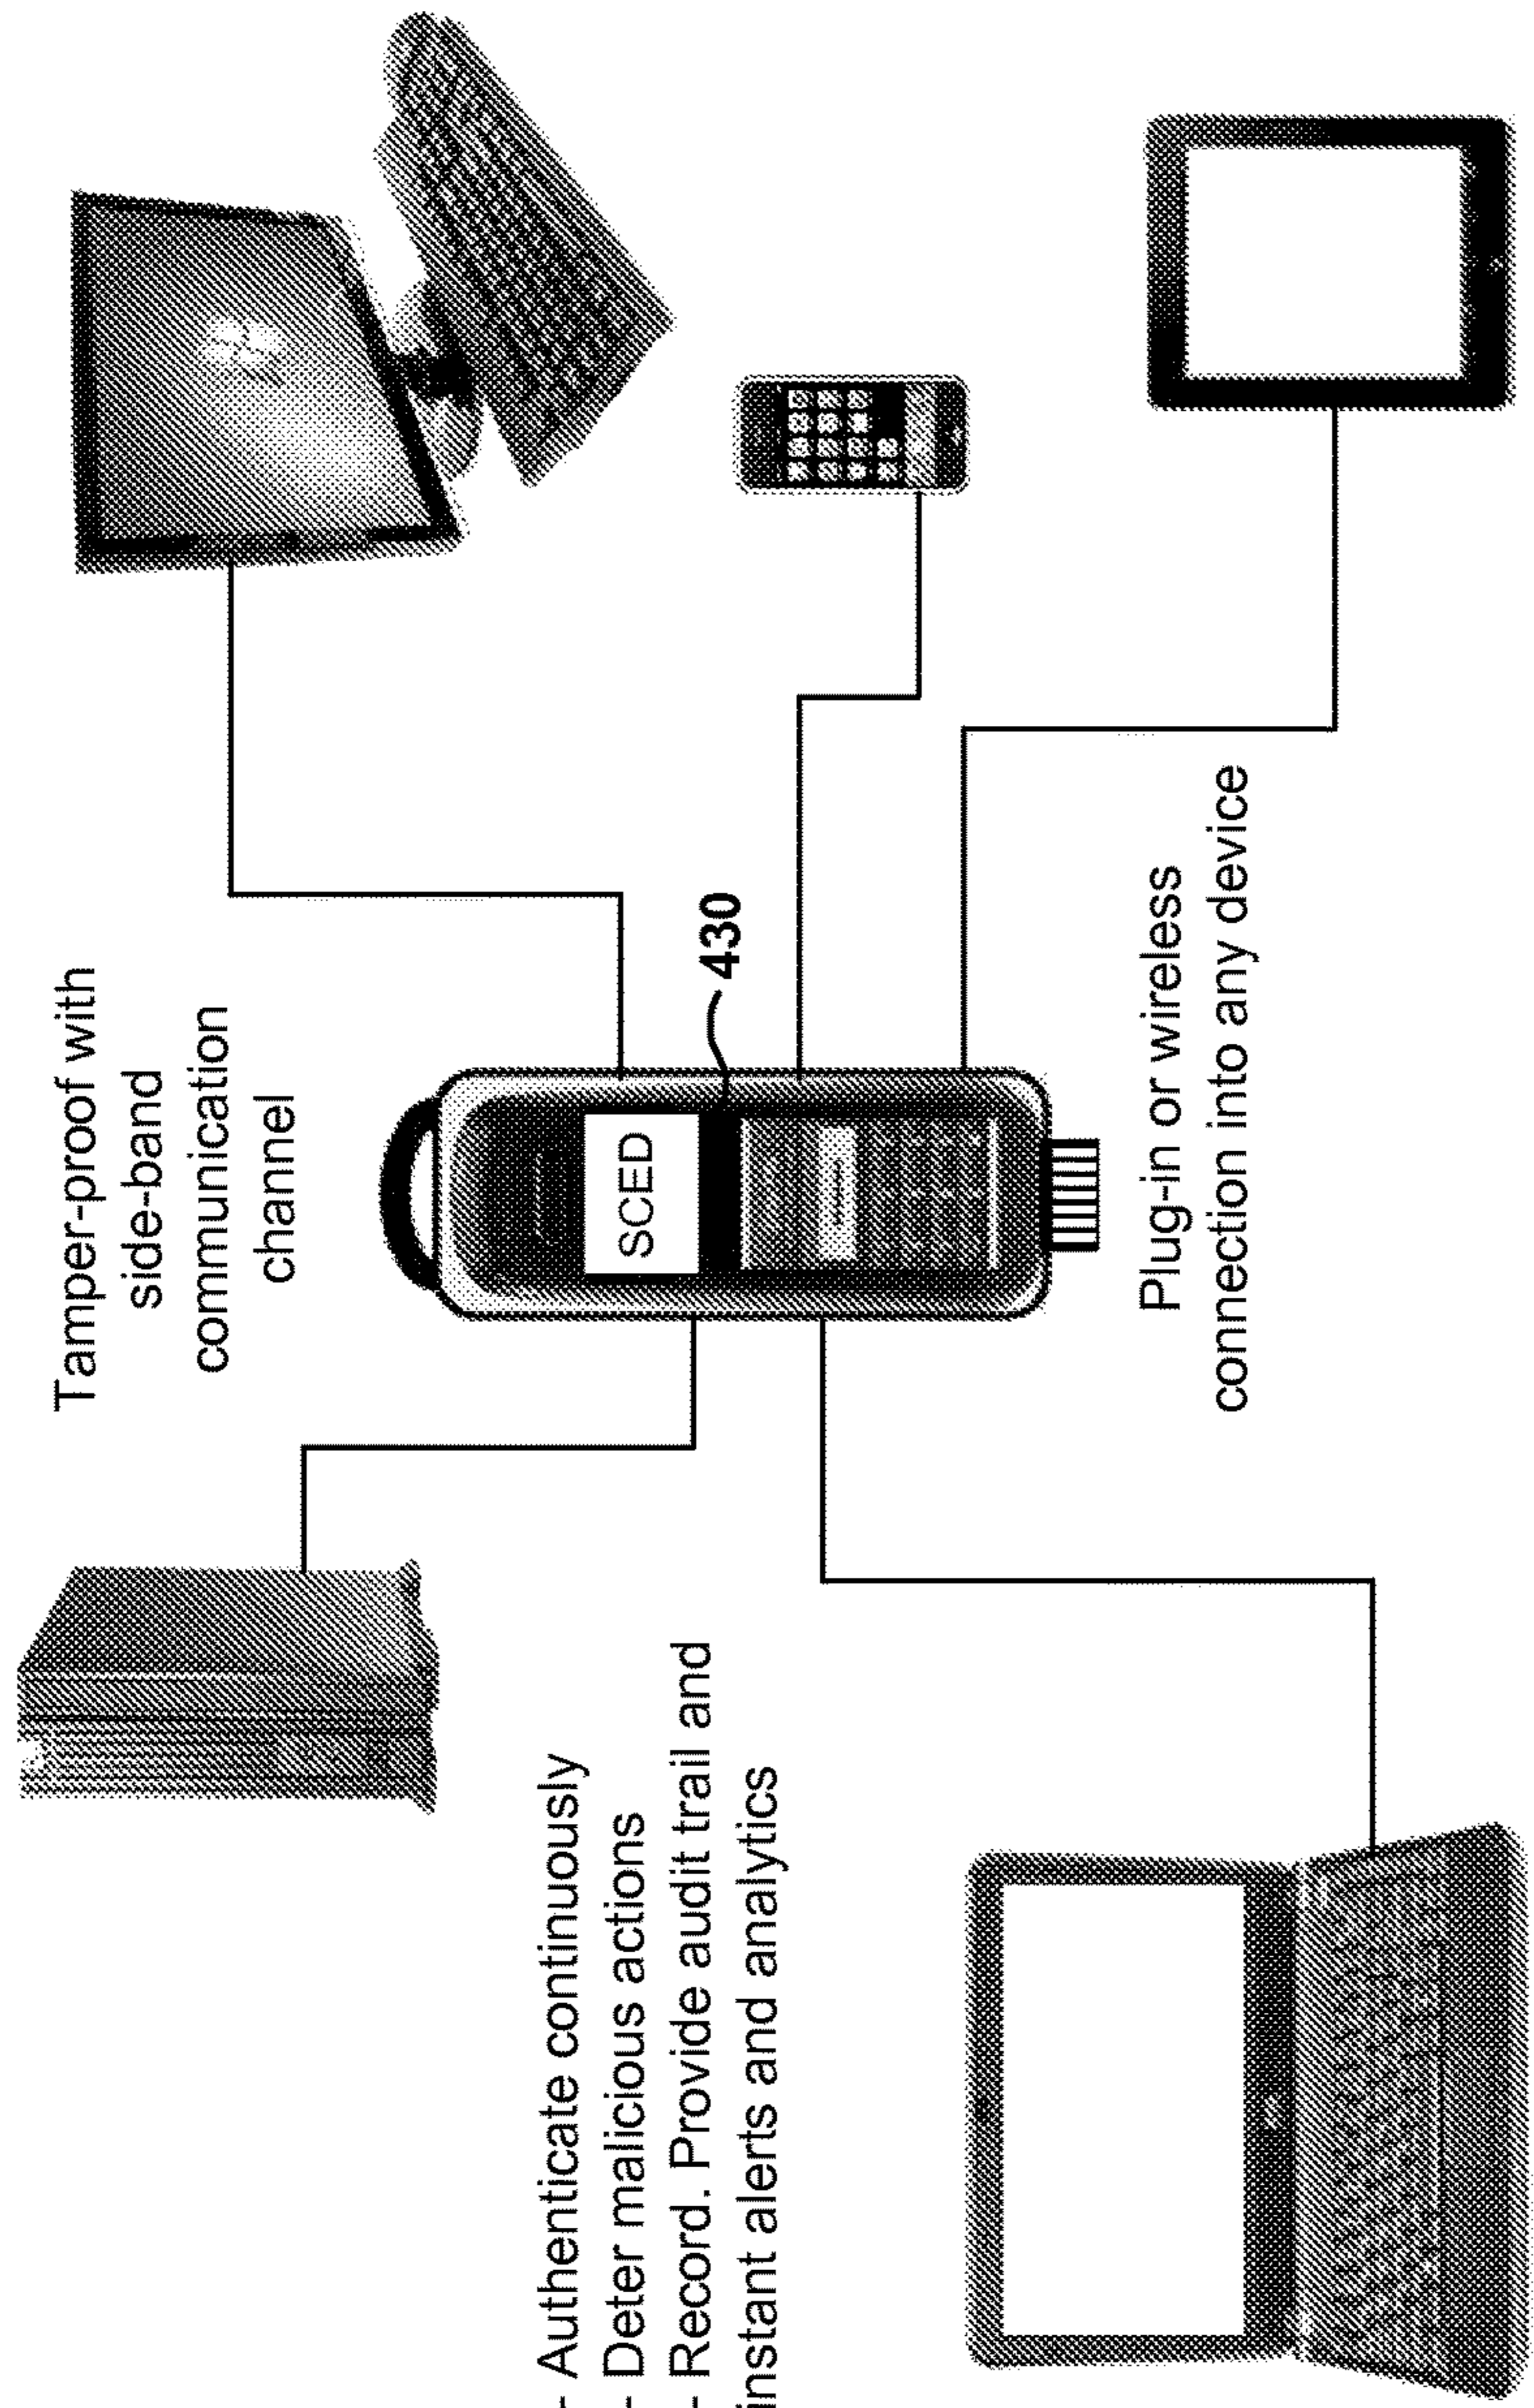 Tamper-proof with
side-band
communication
channel
- Authenticate continuously
- Deter malicious actions
- Record. Provide audit trail and
instant alerts and analytics
SCED
430
Plug-in or wireless
connection into any device